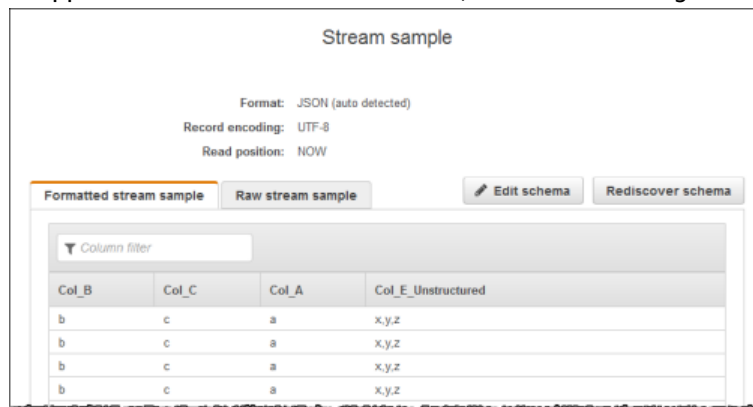 Stream sample
Format: JSON (auto detected)
Record encoding: UTF-8
Read position: NOW
Formatted stream sample Raw stream sample Edit schema Rediscover schema
Column filter
Col_B Col_C Col_A Col_E_Unstructured
b c a x,y,z
b c a x,y,z
b c a x,y,z
b c a x,y,z